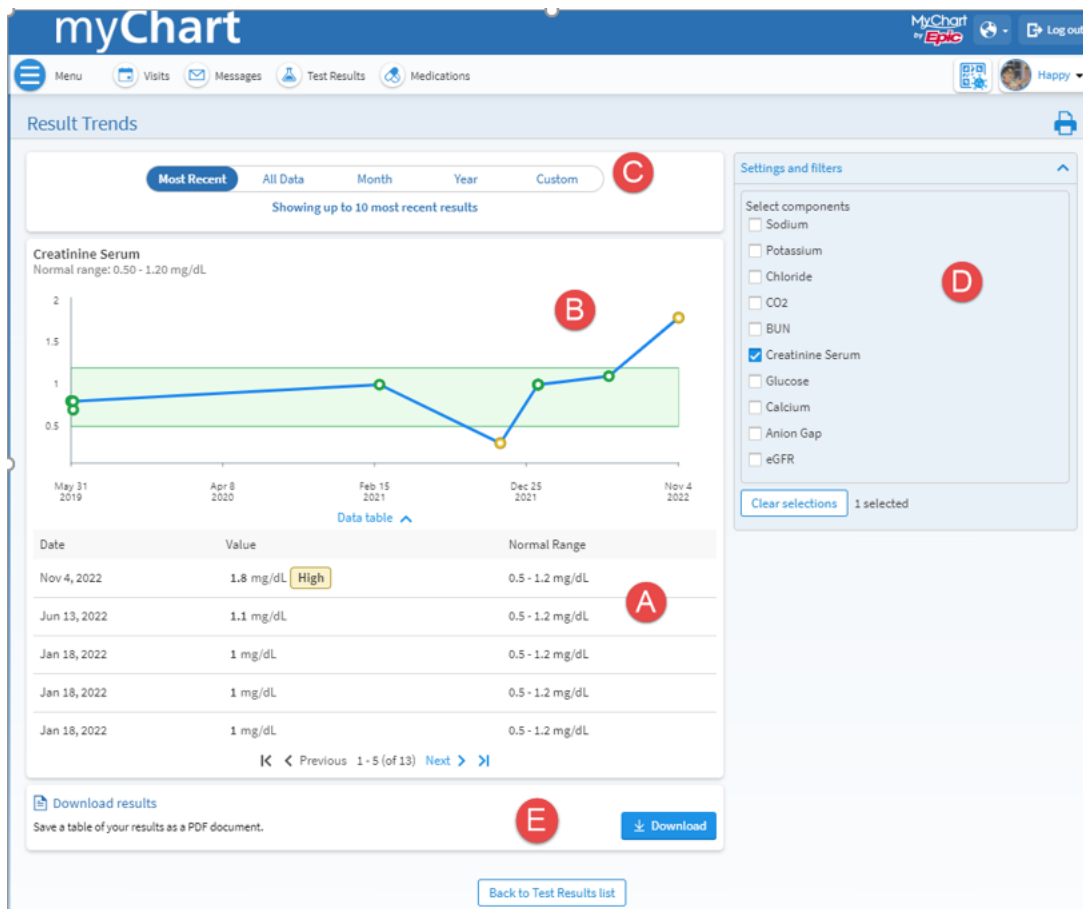 myChart
MyChart
by Epic
Log out
Menu Visits Messages Test Results Medications
Happy
Result Trends
Most Recent All Data Month Year Custom
C
Showing up to 10 most recent results
Creatinine Serum
Normal range: 0.50 - 1.20 mg/dL
B
2
1.5
1
0.5
May 31 Apr 8 Feb 15 Dec 25 Nov 4
2019 2020 2021 2021 2022
Data table
Date Value Normal Range
Nov 4, 2022 1.8 mg/dL High 0.5 - 1.2 mg/dL
A
Jun 13, 2022 1.1 mg/dL 0.5 - 1.2 mg/dL
Jan 18, 2022 1 mg/dL 0.5 - 1.2 mg/dL
Jan 18, 2022 1 mg/dL 0.5 - 1.2 mg/dL
Jan 18, 2022 1 mg/dL 0.5 - 1.2 mg/dL
Previous 1 - 5 (of 13) Next
Download results
Save a table of your results as a PDF document.
E
Download
Back to Test Results list
Settings and filters
Select components
Sodium
Potassium
Chloride
D
CO2
BUN
Creatinine Serum
Glucose
Calcium
Anion Gap
eGFR
Clear selections 1 selected